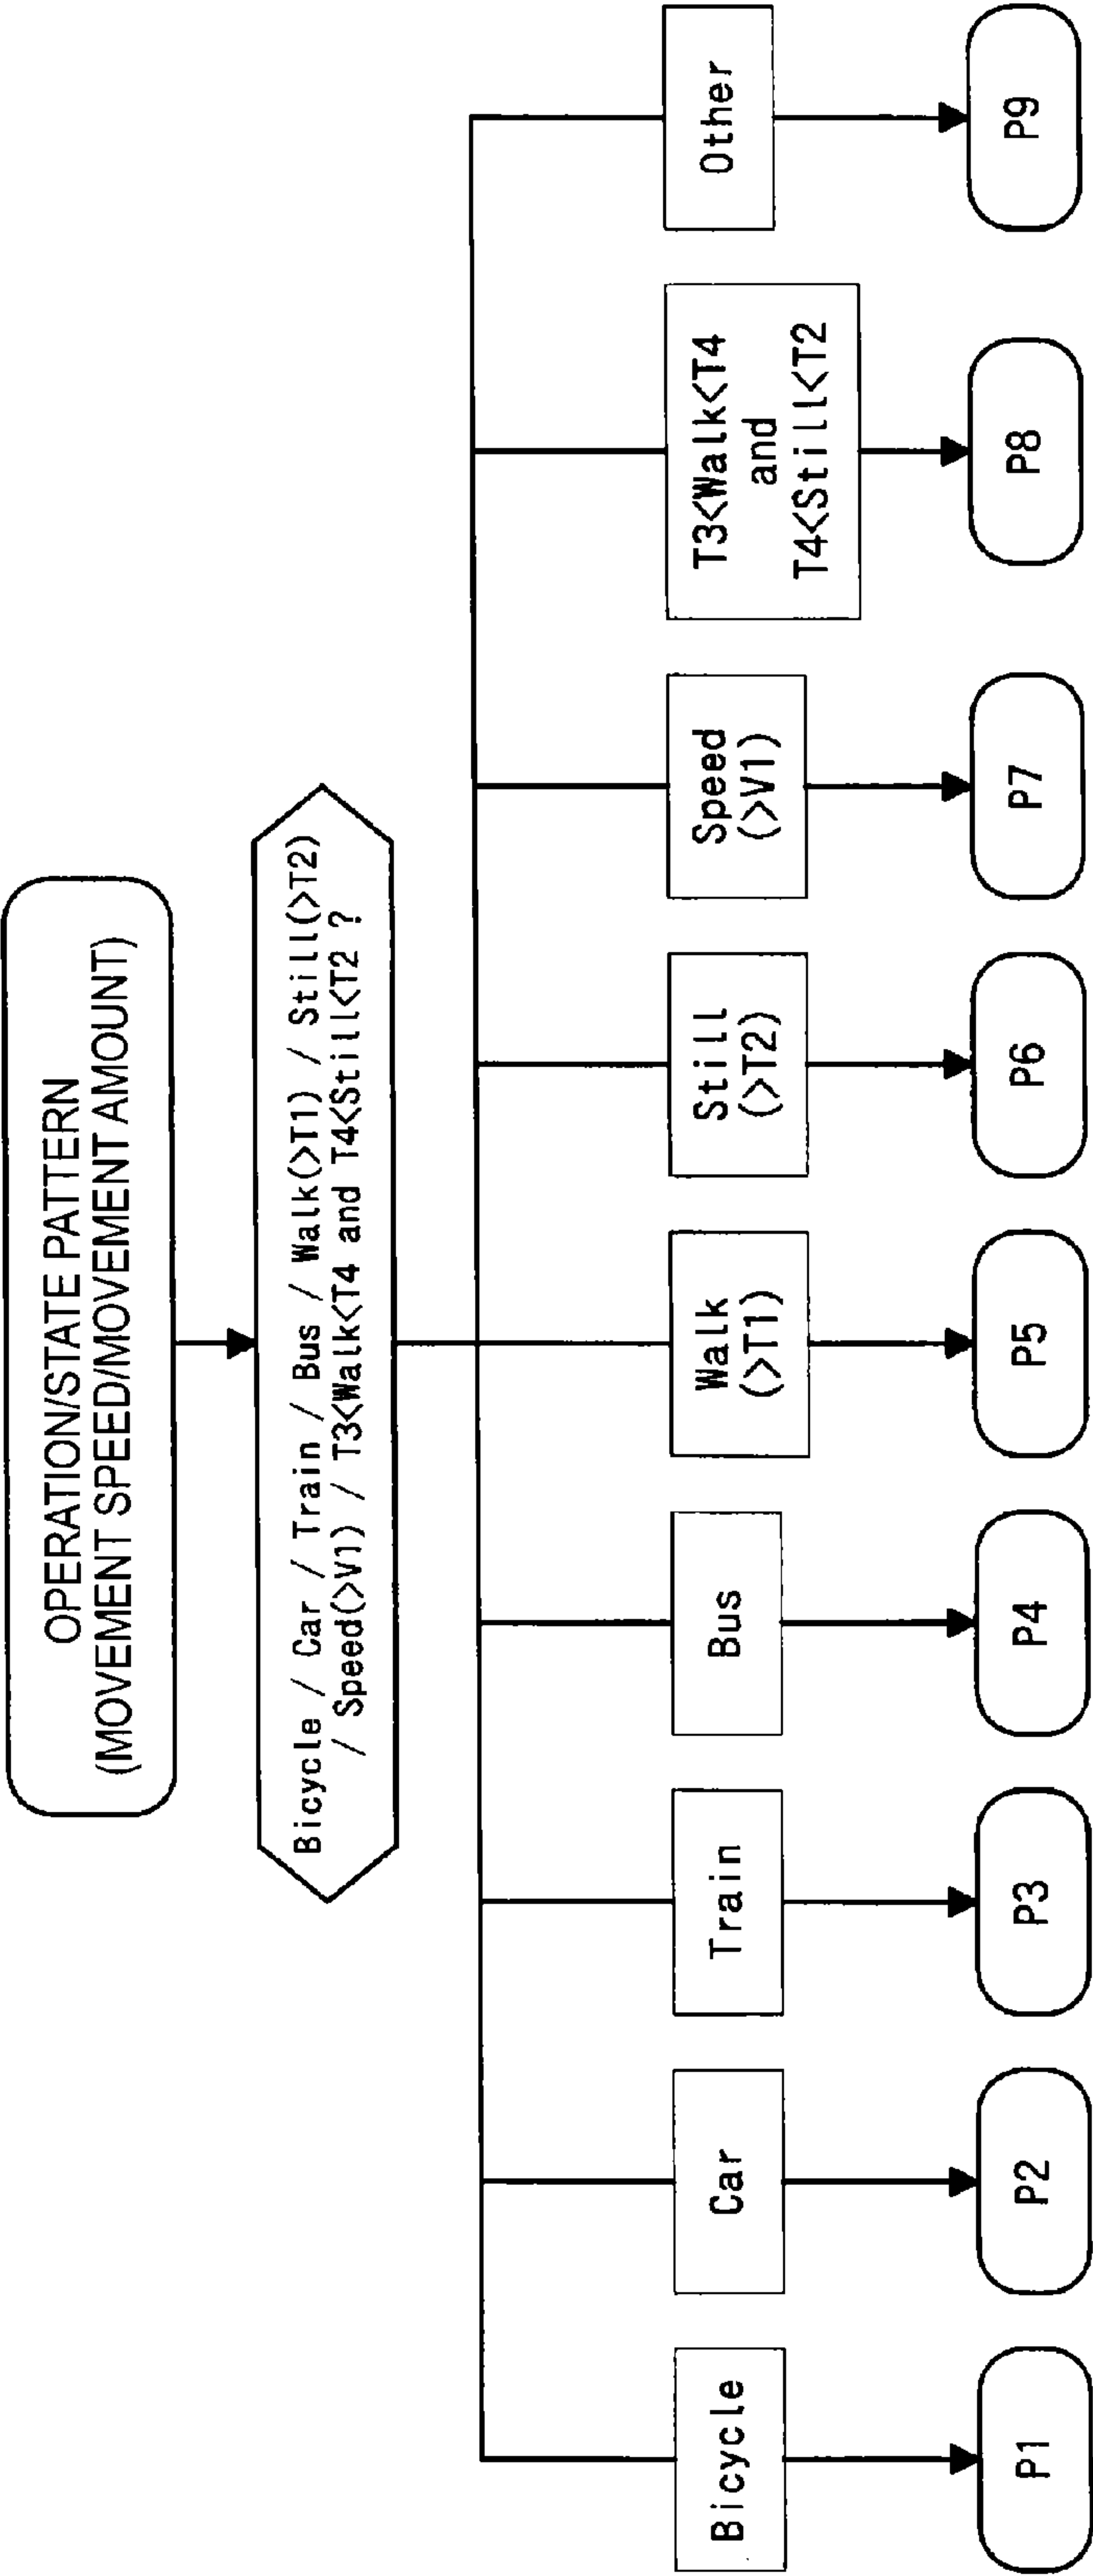 OPERATION/STATE PATTERN
(MOVEMENT SPEED/MOVEMENT AMOUNT)
Bicycle / Car / Train / Bus / Walk(>T1) / Still(>T2)
/ Speed(>V1) / T3<Walk<T4 and T4<Still<T2 ?
Bicycle
Car
Train
Bus
Walk
(>T1)
Still
(>T2)
Speed
(>V1)
T3<Walk<T4
and
T4<Still<T2
Other
P1
P2
P3
P4
P5
P6
P7
P8
P9